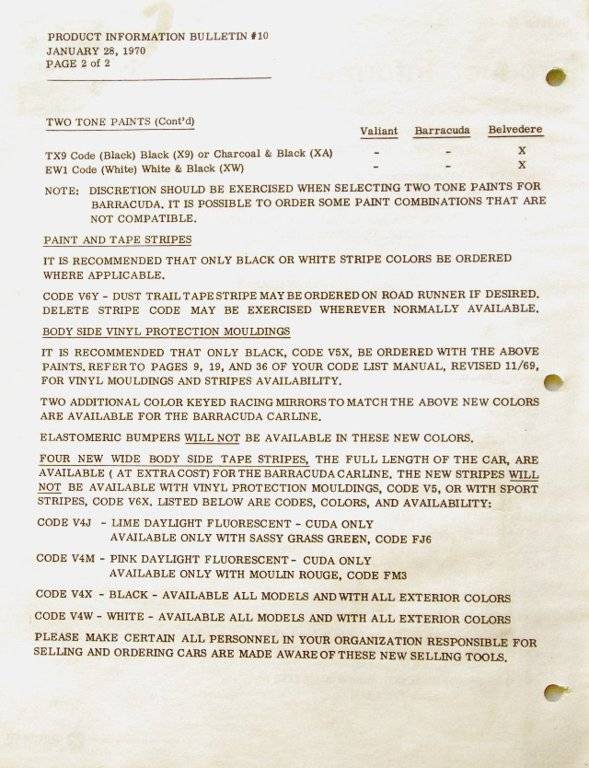 PRODUCT INFORMATION BULLETIN #10
JANUARY 28, 1970
PAGE 2 of 2
TWO TONE PAINTS (Cont'd)
Valiant Barracuda Belvedere
TX9 Code (Black) Black (X9) or Charcoal & Black (XA) - - X
EW1 Code (White) White & Black (XW) - - X
NOTE: DISCRETION SHOULD BE EXERCISED WHEN SELECTING TWO TONE PAINTS FOR
BARRACUDA. IT IS POSSIBLE TO ORDER SOME PAINT COMBINATIONS THAT ARE
NOT COMPATIBLE.
PAINT AND TAPE STRIPES
IT IS RECOMMENDED THAT ONLY BLACK OR WHITE STRIPE COLORS BE ORDERED
WHERE APPLICABLE.
CODE V6Y - DUST TRAIL TAPE STRIPE MAY BE ORDERED ON ROAD RUNNER IF DESIRED.
DELETE STRIPE CODE MAY BE EXERCISED WHEREVER NORMALLY AVAILABLE.
BODY SIDE VINYL PROTECTION MOULDINGS
IT IS RECOMMENDED THAT ONLY BLACK, CODE V5X, BE ORDERED WITH THE ABOVE
PAINTS. REFER TO PAGES 9, 19, AND 36 OF YOUR CODE LIST MANUAL, REVISED 11/69,
FOR VINYL MOULDINGS AND STRIPES AVAILABILITY.
TWO ADDITIONAL COLOR KEYED RACING MIRRORS TO MATCH THE ABOVE NEW COLORS
ARE AVAILABLE FOR THE BARRACUDA CARLINE.
ELASTOMERIC BUMPERS WILL NOT BE AVAILABLE IN THESE NEW COLORS.
FOUR NEW WIDE BODY SIDE TAPE STRIPES, THE FULL LENGTH OF THE CAR, ARE
AVAILABLE ( AT EXTRA COST) FOR THE BARRACUDA CARLINE. THE NEW STRIPES WILL
NOT BE AVAILABLE WITH VINYL PROTECTION MOULDINGS, CODE V5, OR WITH SPORT
STRIPES, CODE V6X. LISTED BELOW ARE CODES, COLORS, AND AVAILABILITY:
CODE V4J - LIME DAYLIGHT FLUORESCENT - CUDA ONLY
AVAILABLE ONLY WITH SASSY GRASS GREEN, CODE FJ6
CODE V4M - PINK DAYLIGHT FLUORESCENT - CUDA ONLY
AVAILABLE ONLY WITH MOULIN ROUGE, CODE FM3
CODE V4X - BLACK - AVAILABLE ALL MODELS AND WITH ALL EXTERIOR COLORS
CODE V4W - WHITE - AVAILABLE ALL MODELS AND WITH ALL EXTERIOR COLORS
PLEASE MAKE CERTAIN ALL PERSONNEL IN YOUR ORGANIZATION RESPONSIBLE FOR
SELLING AND ORDERING CARS ARE MADE AWARE OF THESE NEW SELLING TOOLS.